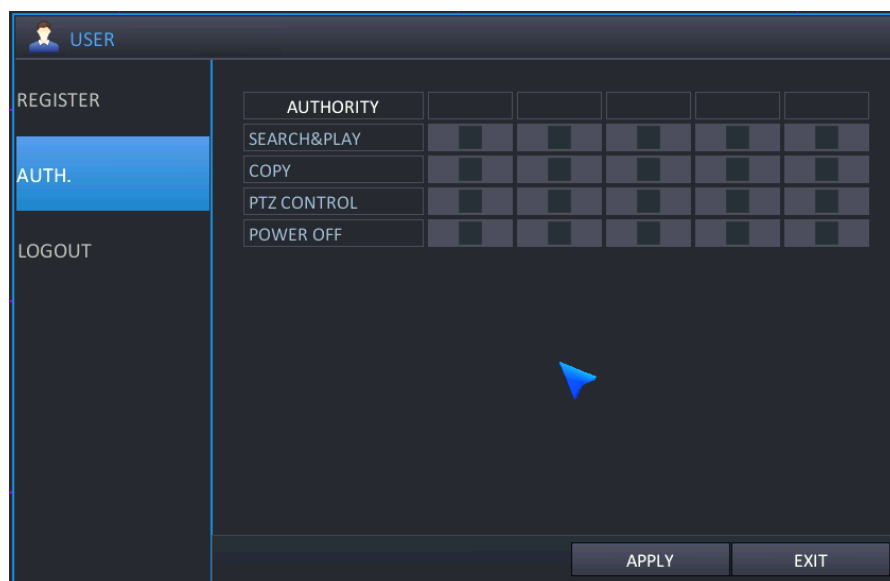 USER
REGISTER
AUTH.
LOGOUT
AUTHORITY
SEARCH&PLAY
COPY
PTZ CONTROL
POWER OFF
APPLY
EXIT